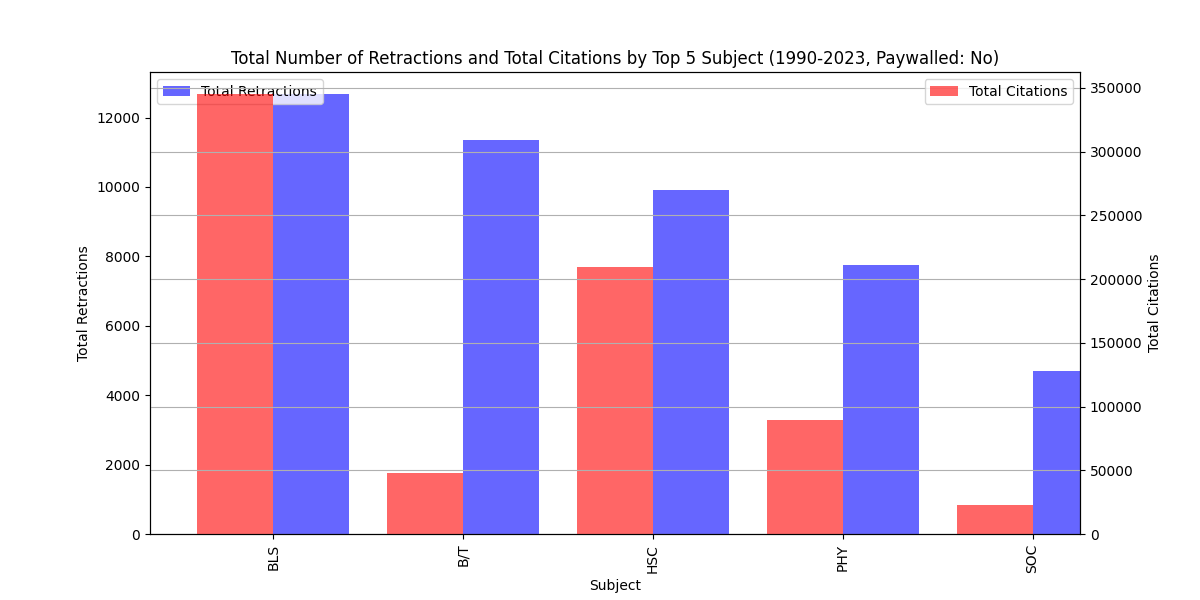 Total Number of Retractions and Total Citations by Top 5 Subject (1990-2023, Paywalled: No)
Total Retractions
Total Citations
12000
10000
8000
6000
4000
2000
0
Total Retractions
350000
300000
250000
200000
150000
100000
50000
0
Total Citations
BLS
B/T
HSC
PHY
SOC
Subject